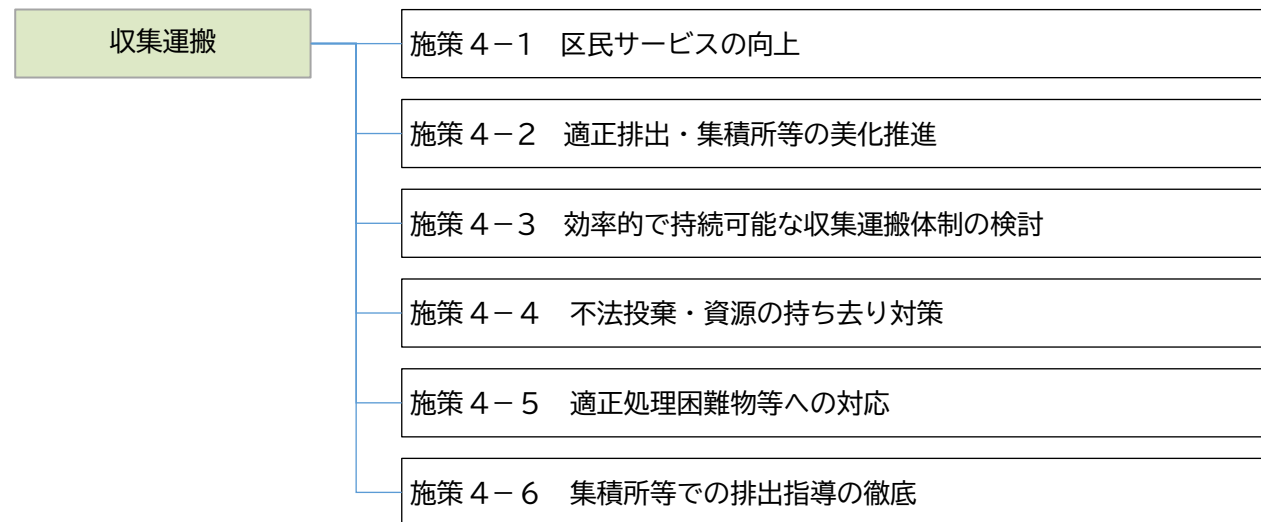 収集運搬
施策４－１　区民サービスの向上
施策４－２　適正排出・集積所等の美化推進
施策４－３　効率的で持続可能な収集運搬体制の検討
施策４－４　不法投棄・資源の持ち去り対策
施策４－５　適正処理困難物等への対応
施策４－６　集積所等での排出指導の徹底